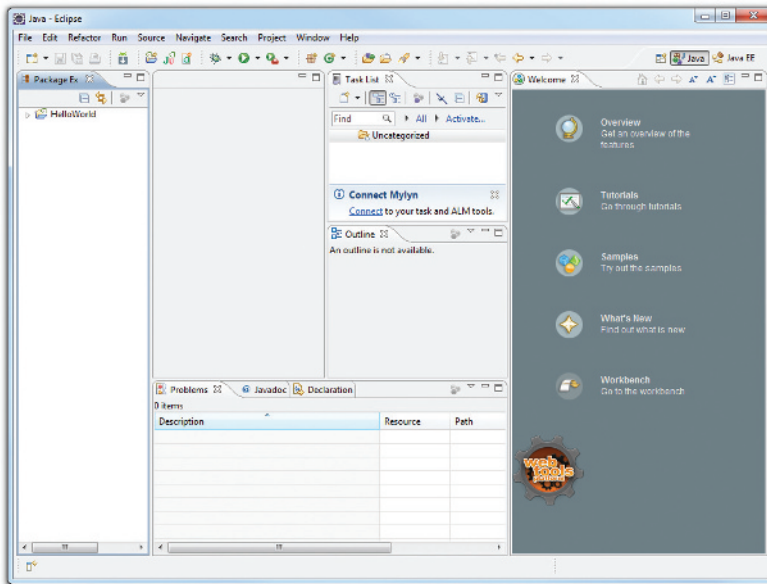 Java - Eclipse
File Edit Refactor Run Source Navigate Search Project Window Help
Java Java EE
Package Ex
HelloWorld
Task List
Find All Activate...
Uncategorized
Connect Mylyn
Connect to your task and ALM tools.
Outline
An outline is not available.
Welcome
Overview
Get an overview of the
features
Tutorials
Go through tutorials
Samples
Try out the samples
What's New
Find out what is new
Workbench
Go to the workbench
web
tools
platform
Problems @ Javadoc Declaration
0 items
Description Resource Path